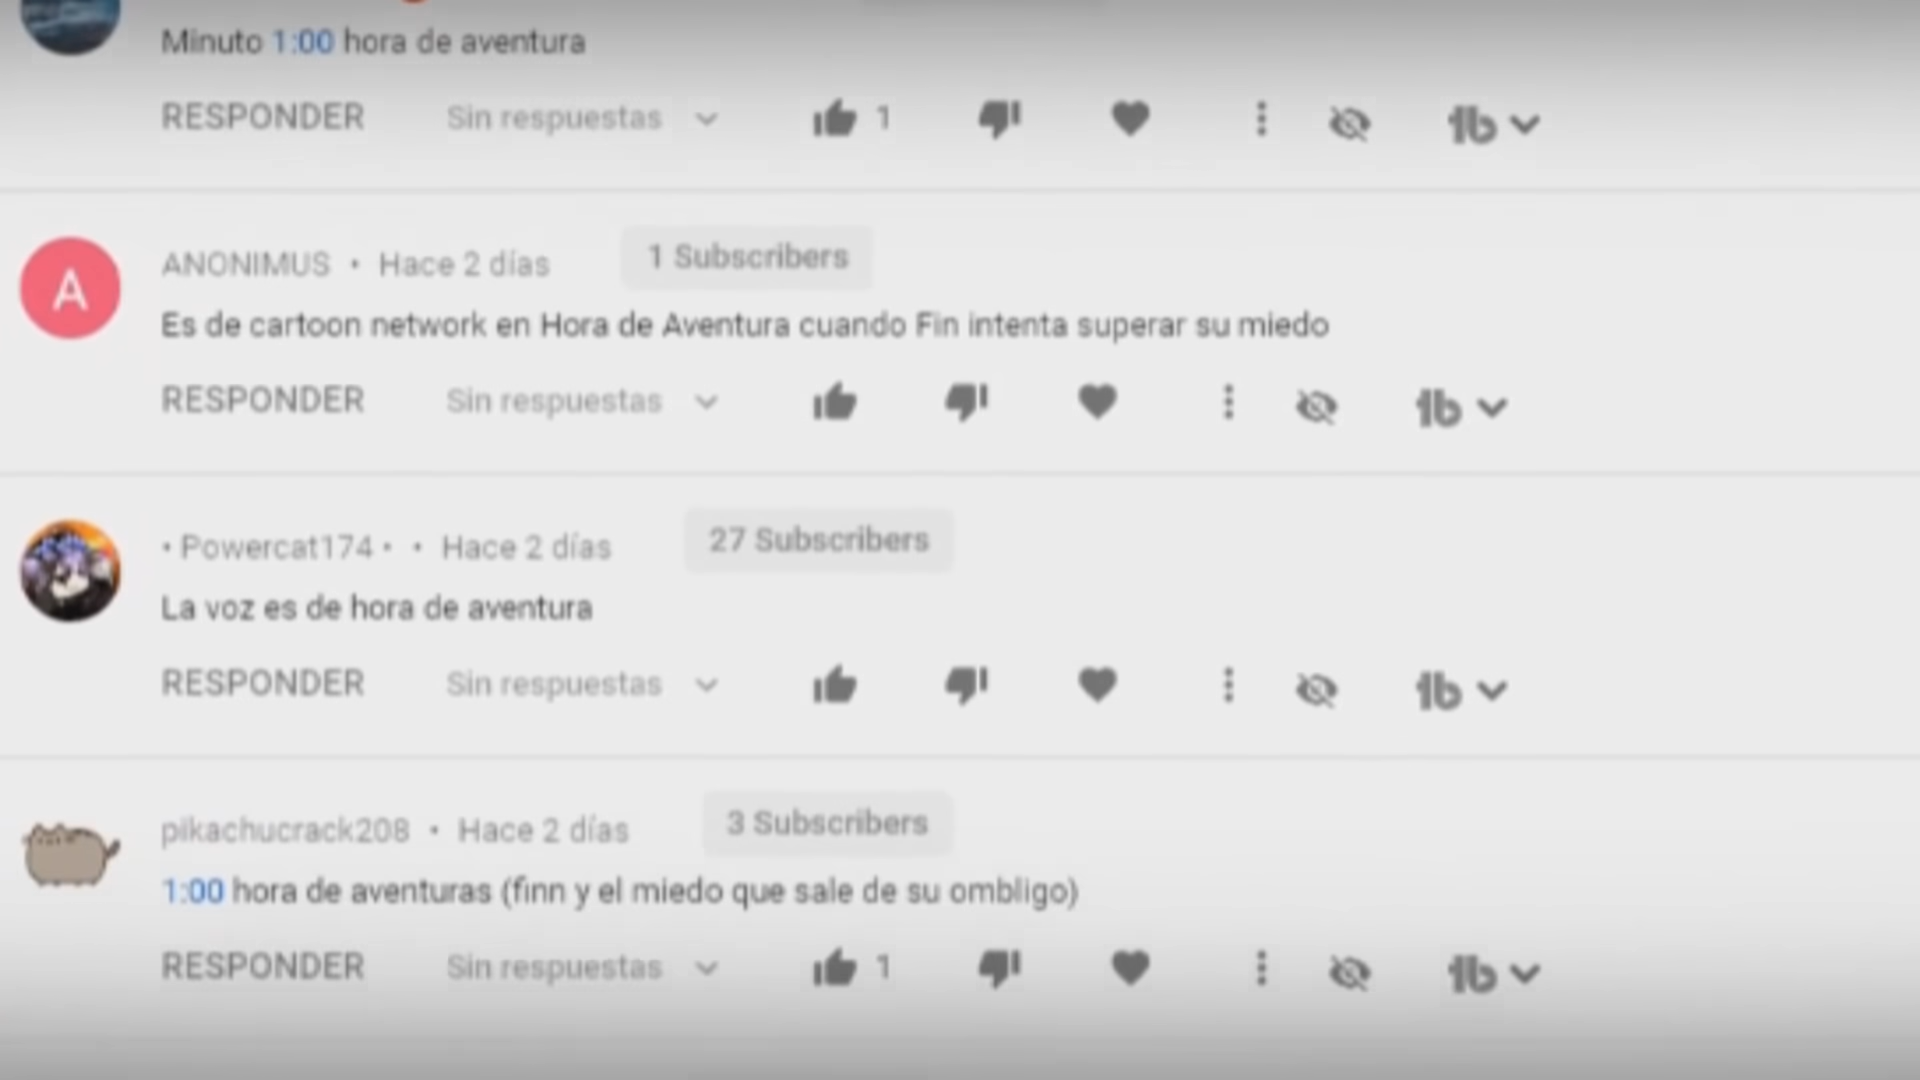 Minuto 1:00 hora de aventura
RESPONDER Sin respuestas 1
ANONIMUS • Hace 2 días 1 Subscribers
Es de cartoon network en Hora de Aventura cuando Fin intenta superar su miedo
RESPONDER Sin respuestas
• Powercat174 • • Hace 2 días 27 Subscribers
La voz es de hora de aventura
RESPONDER Sin respuestas
pikachucrack208 • Hace 2 días 3 Subscribers
1:00 hora de aventuras (finn y el miedo que sale de su ombligo)
RESPONDER Sin respuestas 1